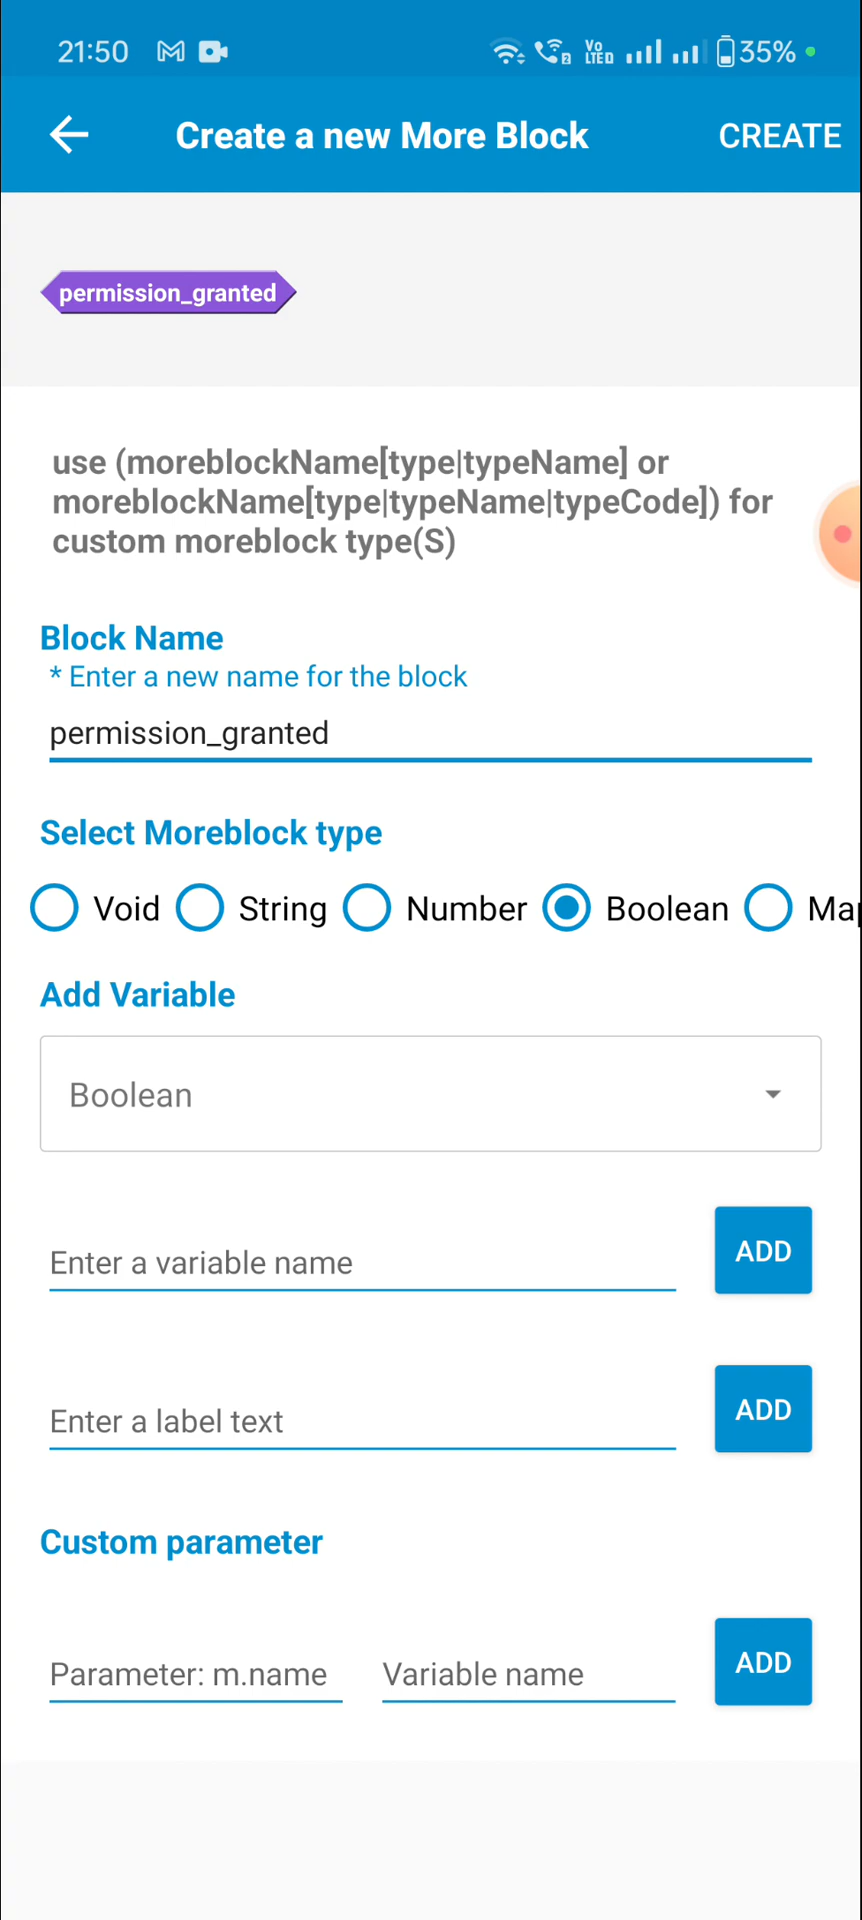 21:50 35%
Create a new More Block CREATE
permission_granted
use (moreblockName[type|typeName] or
moreblockName[type|typeName|typeCode]) for
custom moreblock type(S)
Block Name
* Enter a new name for the block
permission_granted
Select Moreblock type
Void String Number Boolean
Add Variable
Boolean
Enter a variable name ADD
Enter a label text ADD
Custom parameter
Parameter: m.name Variable name ADD